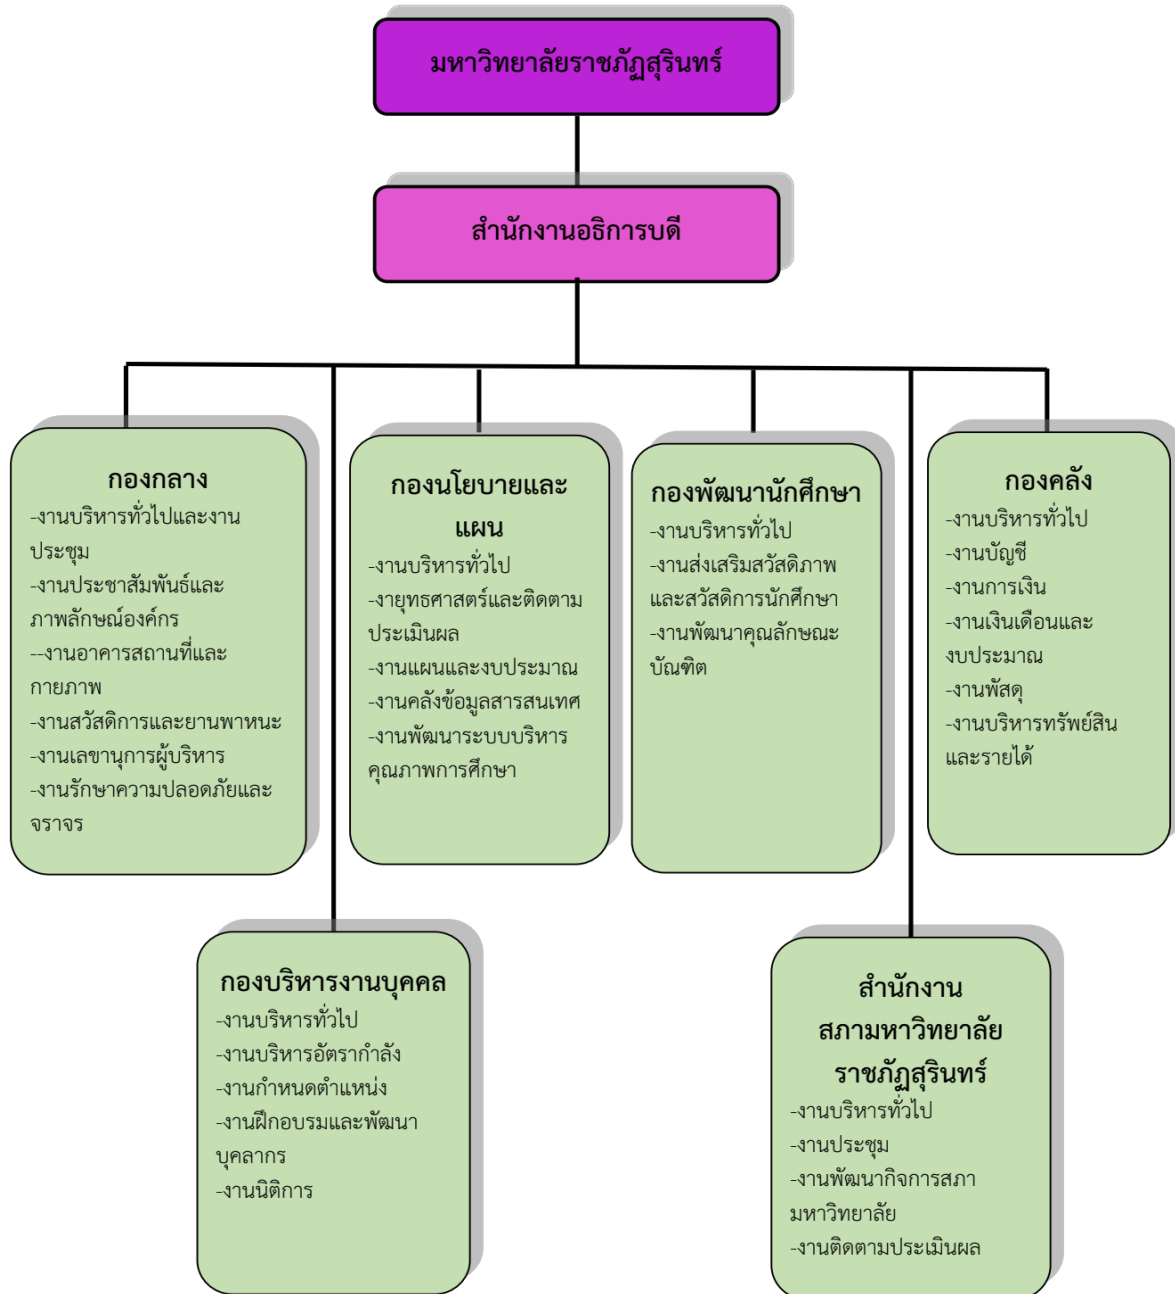 มหาวิทยาลัยราชภัฏสุรินทร์
สำนักงานอธิการบดี
กองกลาง
-งานบริหารทั่วไปและงาน
ประชุม
-งานประชาสัมพันธ์และ
ภาพลักษณ์องค์กร
--งานอาคารสถานที่และ
กายภาพ
-งานสวัสดิการและยานพาหนะ
-งานเลขานุการผู้บริหาร
-งานรักษาความปลอดภัยและ
จราจร
กองนโยบายและ
แผน
-งานบริหารทั่วไป
-งายุทธศาสตร์และติดตาม
ประเมินผล
-งานแผนและงบประมาณ
-งานคลังข้อมูลสารสนเทศ
-งานพัฒนาระบบบริหาร
คุณภาพการศึกษา
กองพัฒนานักศึกษา
-งานบริหารทั่วไป
-งานส่งเสริมสวัสดิภาพ
และสวัสดิการนักศึกษา
-งานพัฒนาคุณลักษณะ
บัณฑิต
กองคลัง
-งานบริหารทั่วไป
-งานบัญชี
-งานการเงิน
-งานเงินเดือนและ
งบประมาณ
-งานพัสดุ
-งานบริหารทรัพย์สิน
และรายได้
กองบริหารงานบุคคล
-งานบริหารทั่วไป
-งานบริหารอัตรากำลัง
-งานกำหนดตำแหน่ง
-งานฝึกอบรมและพัฒนา
บุคลากร
-งานนิติการ
สำนักงาน
สภามหาวิทยาลัย
ราชภัฏสุรินทร์
-งานบริหารทั่วไป
-งานประชุม
-งานพัฒนากิจการสภา
มหาวิทยาลัย
-งานติดตามประเมินผล